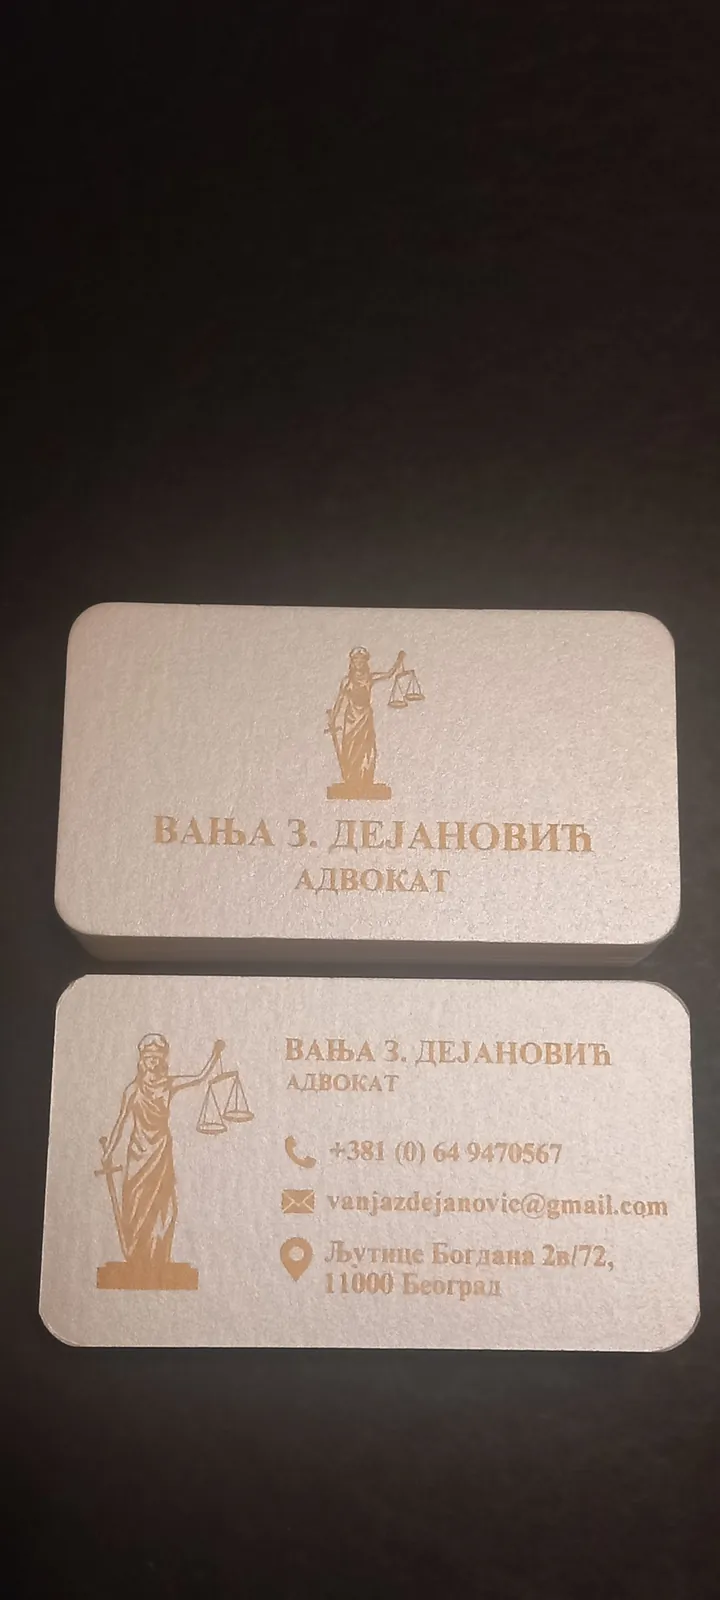 ВАЊА З. ДЕЈАНОВИЋ
АДВОКАТ
ВАЊА З. ДЕЈАНОВИЋ
АДВОКАТ
+381 (0) 64 9470567
vanjazdejanovic@gmail.com
Љутице Богдана 2в/72,
11000 Београд